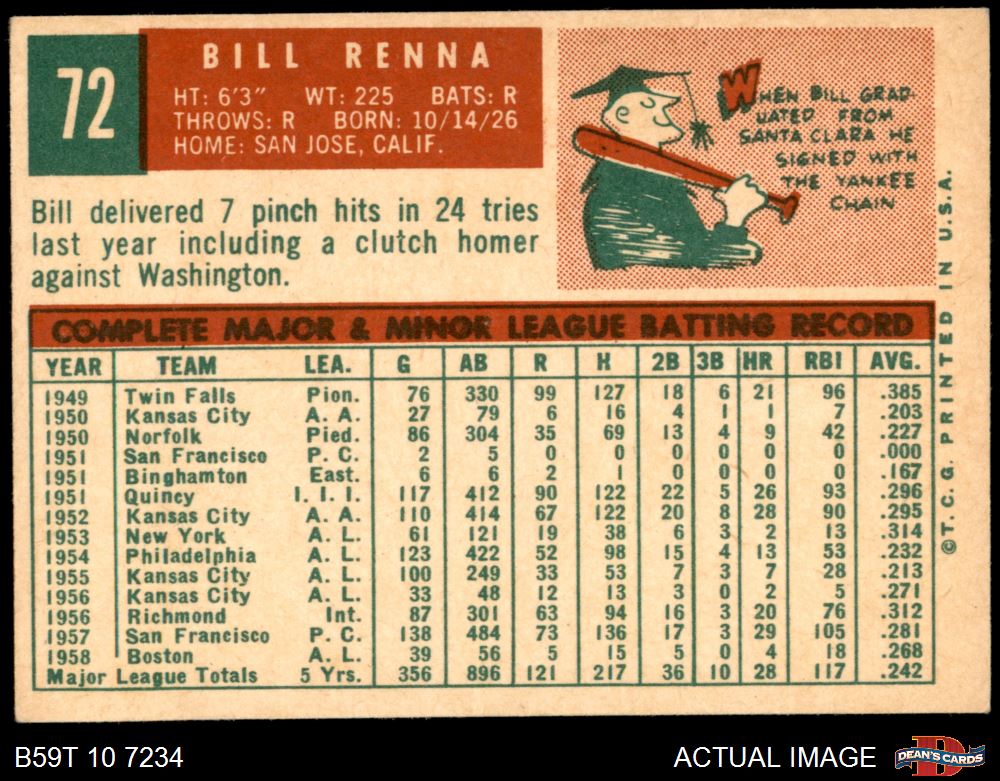 72
BILL RENNA
HT: 6'3" WT: 225 BATS: R
THROWS: R BORN: 10/14/26
HOME: SAN JOSE, CALIF.
WHEN BILL GRAD-
UATED FROM
SANTA CLARA HE
SIGNED WITH
THE YANKEE
CHAIN
Bill delivered 7 pinch hits in 24 tries
last year including a clutch homer
against Washington.
COMPLETE MAJOR & MINOR LEAGUE BATTING RECORD
YEAR TEAM LEA. G AB R H 2B 3B HR RBI AVG.
1949 Twin Falls Pion. 76 330 99 127 18 6 21 96 .385
1950 Kansas City A. A. 27 79 6 16 4 1 1 7 .203
1950 Norfolk Pied. 86 304 35 69 13 4 9 42 .227
1951 San Francisco P. C. 2 5 0 0 0 0 0 0 .000
1951 Binghamton East. 6 6 2 1 0 0 0 0 .167
1951 Quincy I. I. I. 117 412 90 122 22 5 26 93 .296
1952 Kansas City A. A. 110 414 67 122 20 8 28 90 .295
1953 New York A. L. 61 121 19 38 6 3 2 13 .314
1954 Philadelphia A. L. 123 422 52 98 15 4 13 53 .232
1955 Kansas City A. L. 100 249 33 53 7 3 7 28 .213
1956 Kansas City A. L. 33 48 12 13 3 0 2 5 .271
1956 Richmond Int. 87 301 63 94 16 3 20 76 .312
1957 San Francisco P. C. 138 484 73 136 17 3 29 105 .281
1958 Boston A. L. 39 56 5 15 5 0 4 18 .268
Major League Totals 5 Yrs. 356 896 121 217 36 10 28 117 .242
© T. C. G. PRINTED IN U.S.A.
B59T 10 7234
ACTUAL IMAGE
D
DEAN'S CARDS